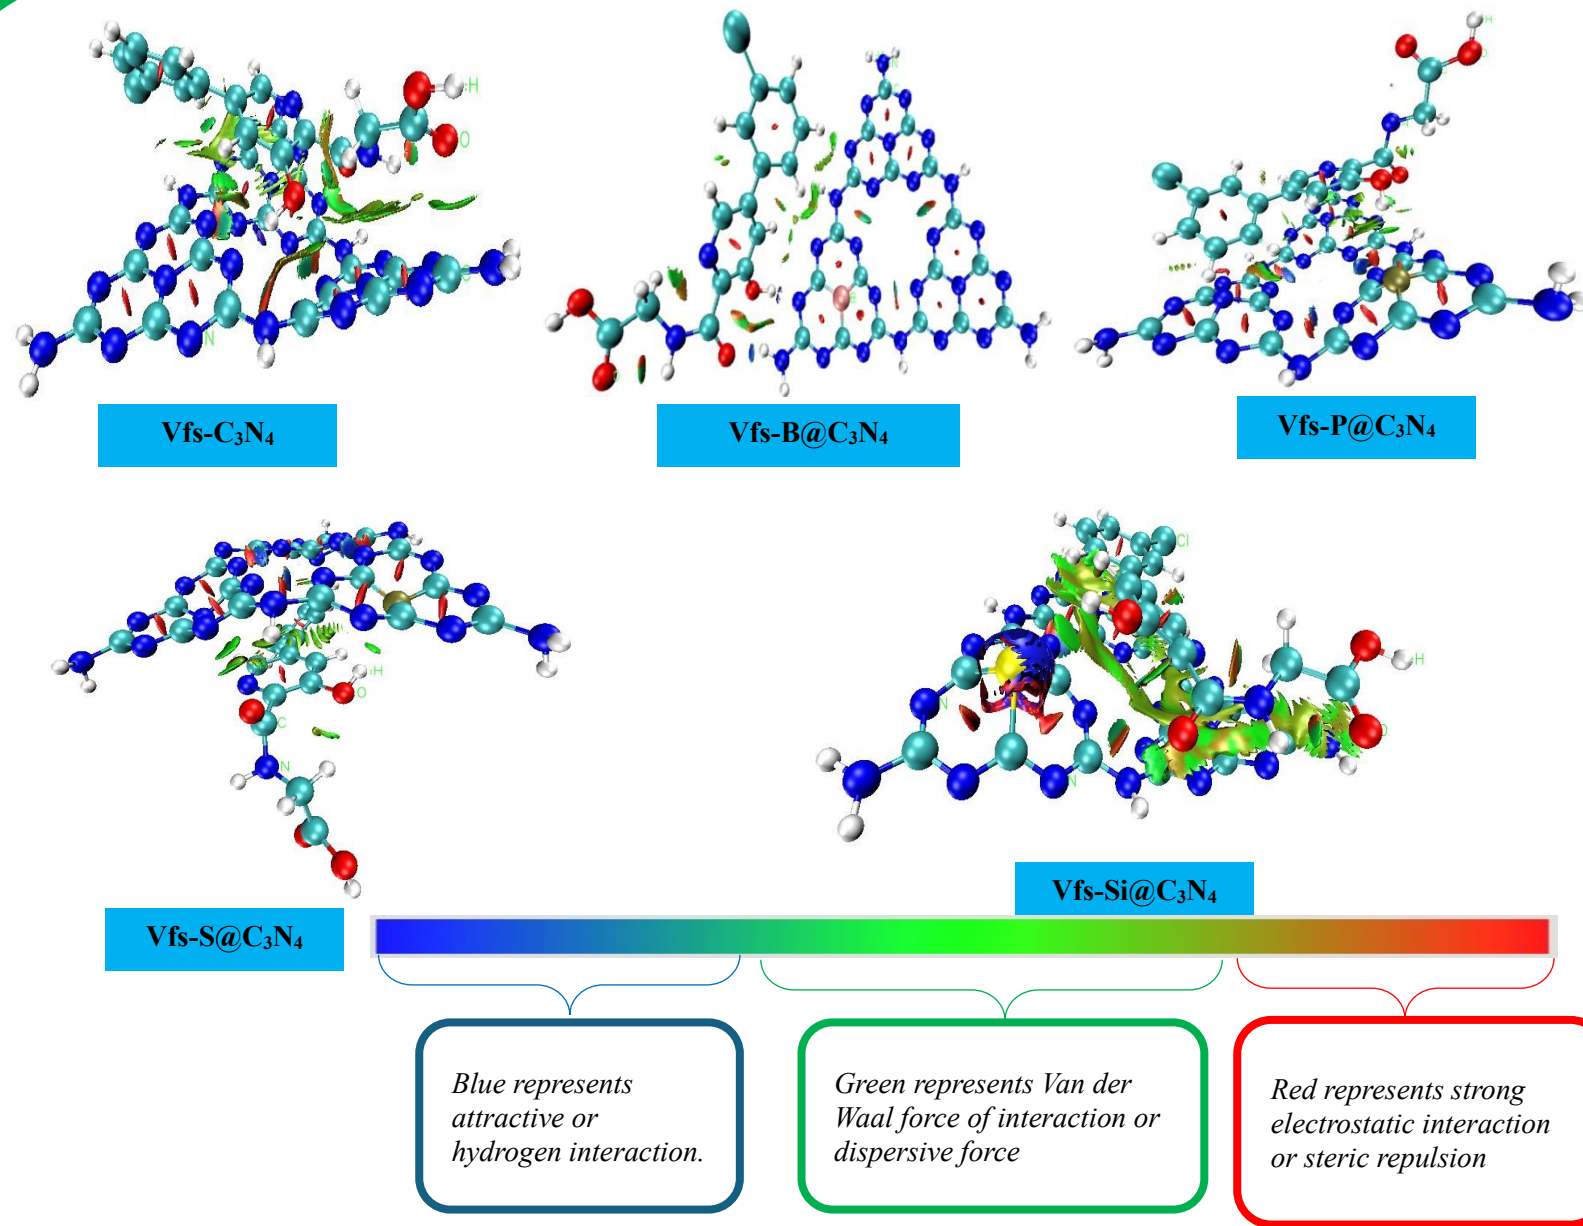 :H
O
N
Vfs-C₃N₄
Vfs-B@C₃N₄
H
Vfs-P@C₃N₄
:H
O
C
N
Vfs-S@C₃N₄
Cl
H
N
N
Vfs-Si@C₃N₄
Blue represents
attractive or
hydrogen interaction.
Green represents Van der
Waal force of interaction or
dispersive force
Red represents strong
electrostatic interaction
or steric repulsion